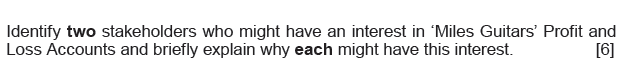 Identify two stakeholders who might have an interest in ‘Miles Guitars’ Profit and
Loss Accounts and briefly explain why each might have this interest. [6]